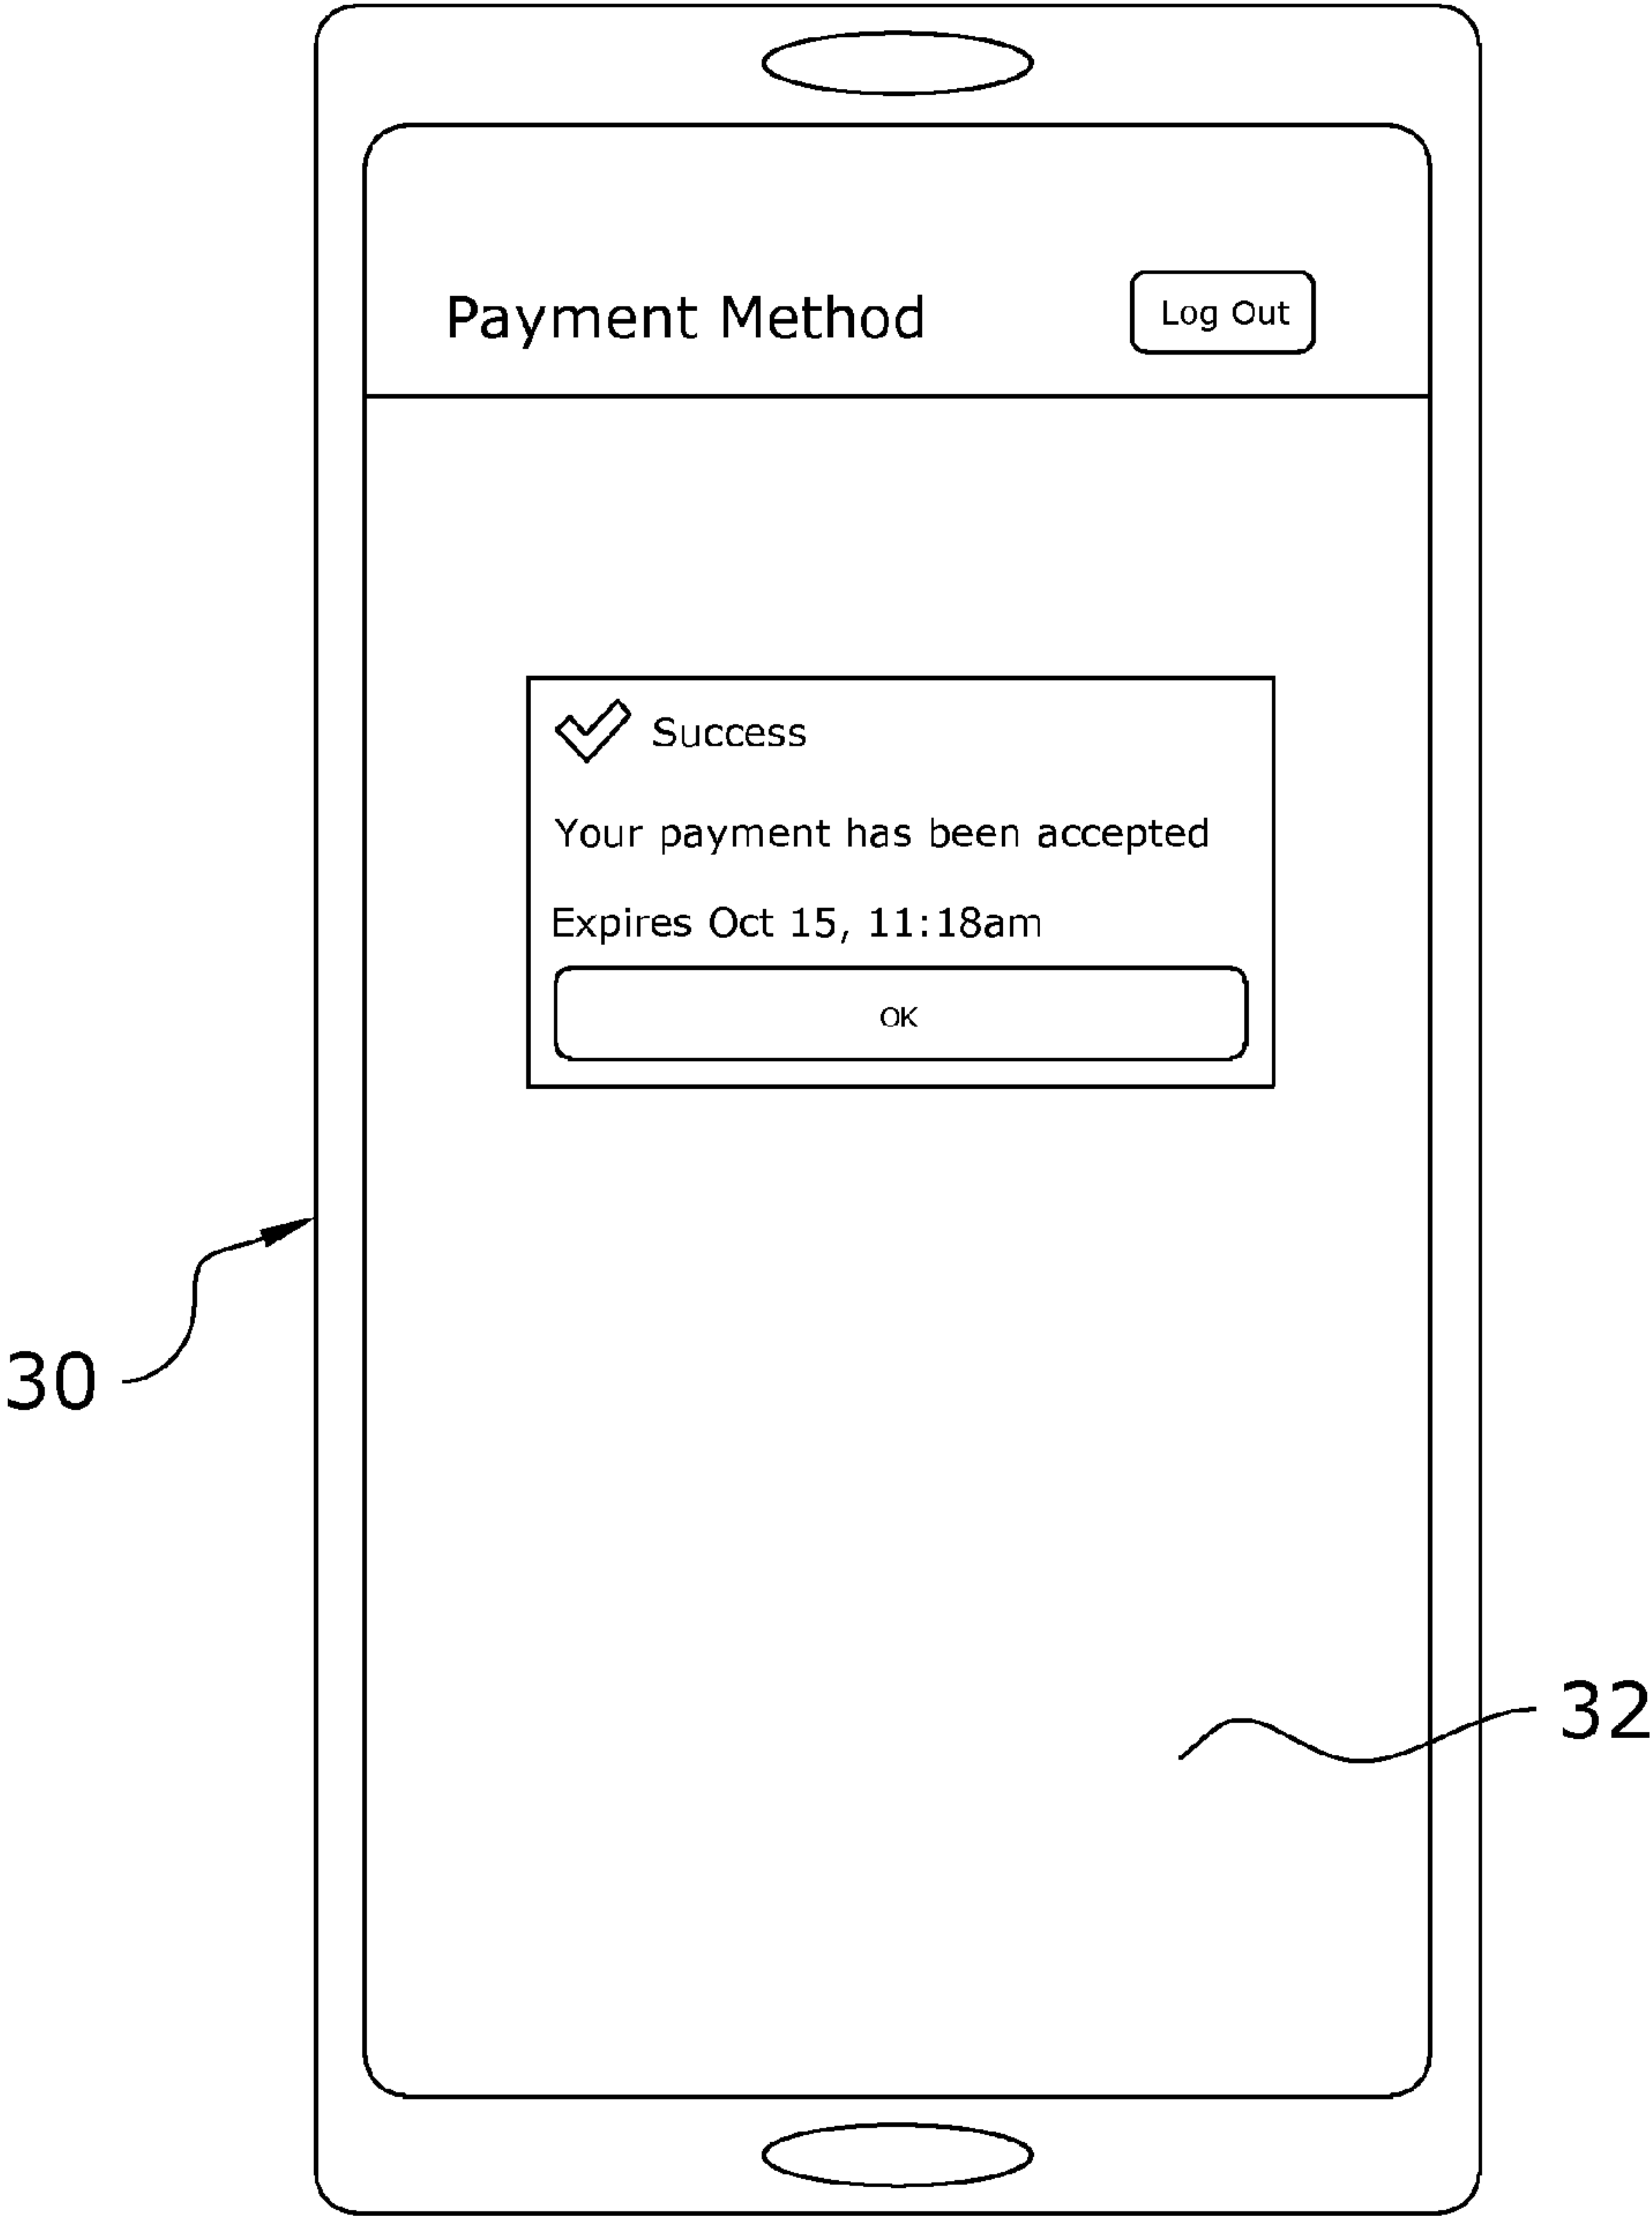 Payment Method
Log Out
Success
Your payment has been accepted
Expires Oct 15, 11:18am
OK
30
32